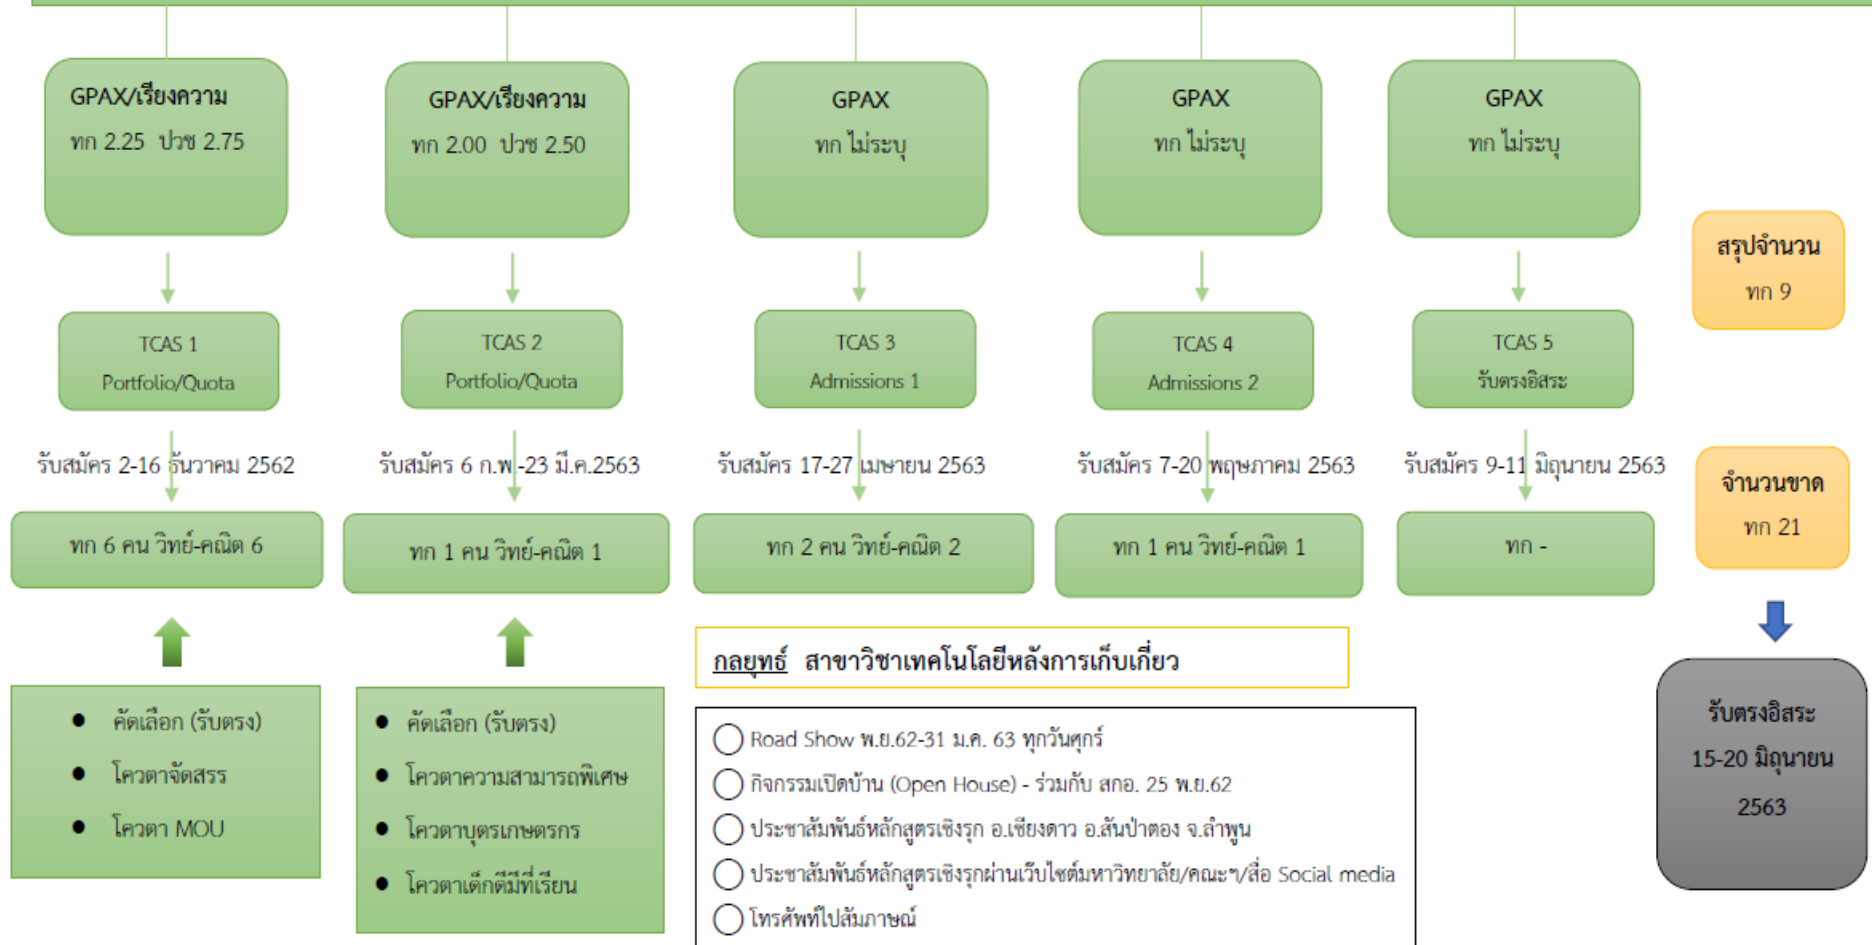 GPAX/เรียงความ
ทก 2.25 ปวช 2.75
GPAX/เรียงความ
ทก 2.00 ปวช 2.50
GPAX
ทก ไม่ระบุ
GPAX
ทก ไม่ระบุ
GPAX
ทก ไม่ระบุ
สรุปจำนวน
ทก 9
TCAS 1
Portfolio/Quota
TCAS 2
Portfolio/Quota
TCAS 3
Admissions 1
TCAS 4
Admissions 2
TCAS 5
รับตรงอิสระ
รับสมัคร 2-16 ธันวาคม 2562
รับสมัคร 6 ก.พ.-23 มี.ค.2563
รับสมัคร 17-27 เมษายน 2563
รับสมัคร 7-20 พฤษภาคม 2563
รับสมัคร 9-11 มิถุนายน 2563
จำนวนขาด
ทก 21
ทก 6 คน วิทย์-คณิต 6
ทก 1 คน วิทย์-คณิต 1
ทก 2 คน วิทย์-คณิต 2
ทก 1 คน วิทย์-คณิต 1
ทก -
● คัดเลือก (รับตรง)
● โควตาจัดสรร
● โควตา MOU
● คัดเลือก (รับตรง)
● โควตาความสามารถพิเศษ
● โควตาบุตรเกษตรกร
● โควตาเด็กดีมีที่เรียน
กลยุทธ์ สาขาวิชาเทคโนโลยีหลังการเก็บเกี่ยว
Road Show พ.ย.62-31 ม.ค. 63 ทุกวันศุกร์
กิจกรรมเปิดบ้าน (Open House) - ร่วมกับ สกอ. 25 พ.ย.62
ประชาสัมพันธ์หลักสูตรเชิงรุก อ.เชียงดาว อ.สันป่าตอง จ.ลำพูน
ประชาสัมพันธ์หลักสูตรเชิงรุกผ่านเว็บไซต์มหาวิทยาลัย/คณะฯ/สื่อ Social media
โทรศัพท์ไปสัมภาษณ์
รับตรงอิสระ
15-20 มิถุนายน
2563